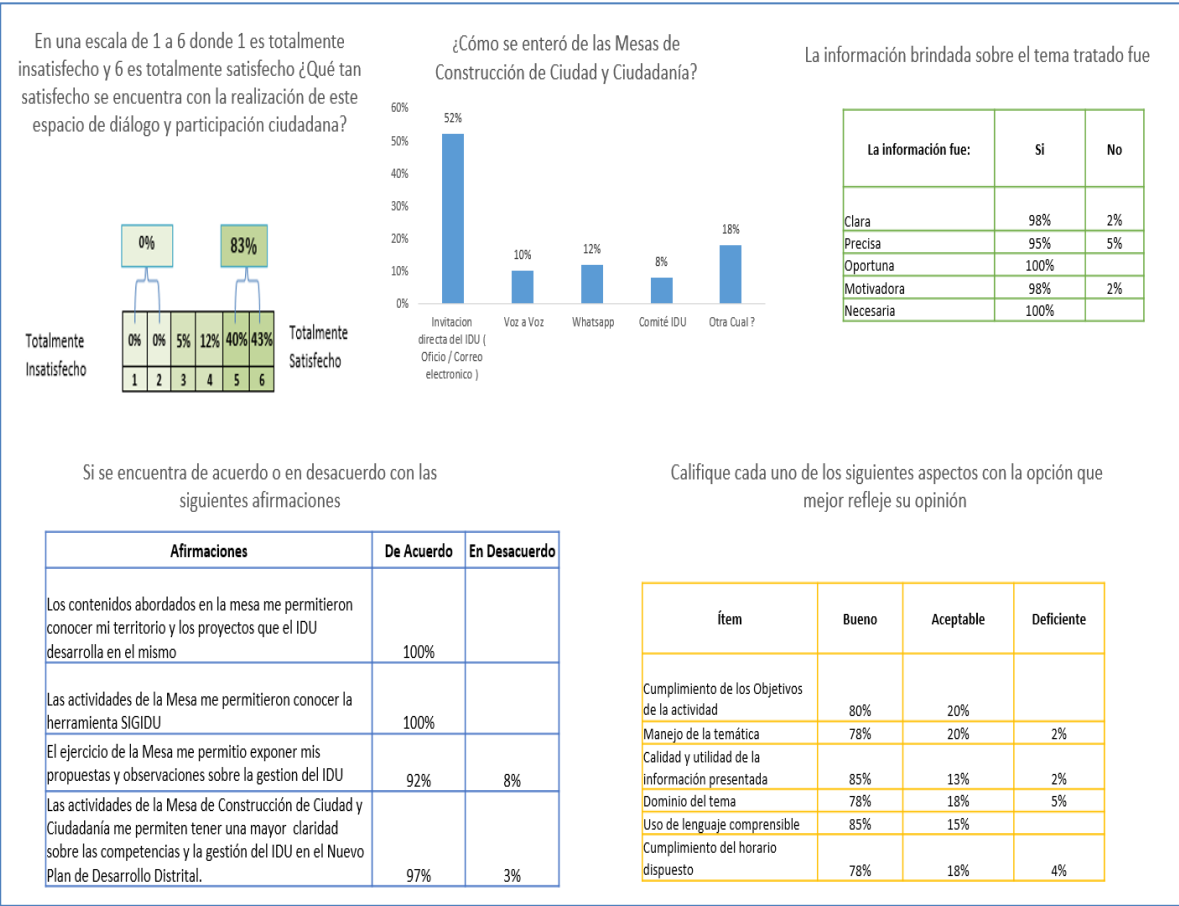 En una escala de 1 a 6 donde 1 es totalmente
insatisfecho y 6 es totalmente satisfecho ¿Qué tan
satisfecho se encuentra con la realización de este
espacio de diálogo y participación ciudadana?
0% 83%
Totalmente
Insatisfecho
0% 0% 5% 12% 40% 43%
1 2 3 4 5 6
Totalmente
Satisfecho
¿Cómo se enteró de las Mesas de
Construcción de Ciudad y Ciudadanía?
60%
50%
40%
30%
20%
10%
0%
52%
10%
12%
8%
18%
Invitacion
directa del IDU (
Oficio / Correo
electronico )
Voz a Voz
Whatsapp
Comité IDU
Otra Cual ?
La información brindada sobre el tema tratado fue
La información fue: Si No
Clara 98% 2%
Precisa 95% 5%
Oportuna 100%
Motivadora 98% 2%
Necesaria 100%
Si se encuentra de acuerdo o en desacuerdo con las
siguientes afirmaciones
Afirmaciones De Acuerdo En Desacuerdo
Los contenidos abordados en la mesa me permitieron
conocer mi territorio y los proyectos que el IDU
desarrolla en el mismo 100%
Las actividades de la Mesa me permitieron conocer la
herramienta SIGIDU 100%
El ejercicio de la Mesa me permitio exponer mis
propuestas y observaciones sobre la gestion del IDU 92% 8%
Las actividades de la Mesa de Construcción de Ciudad y
Ciudadanía me permiten tener una mayor claridad
sobre las competencias y la gestión del IDU en el Nuevo
Plan de Desarrollo Distrital. 97% 3%
Califique cada uno de los siguientes aspectos con la opción que
mejor refleje su opinión
Ítem Bueno Aceptable Deficiente
Cumplimiento de los Objetivos
de la actividad 80% 20%
Manejo de la temática 78% 20% 2%
Calidad y utilidad de la
información presentada 85% 13% 2%
Dominio del tema 78% 18% 5%
Uso de lenguaje comprensible 85% 15%
Cumplimiento del horario
dispuesto 78% 18% 4%